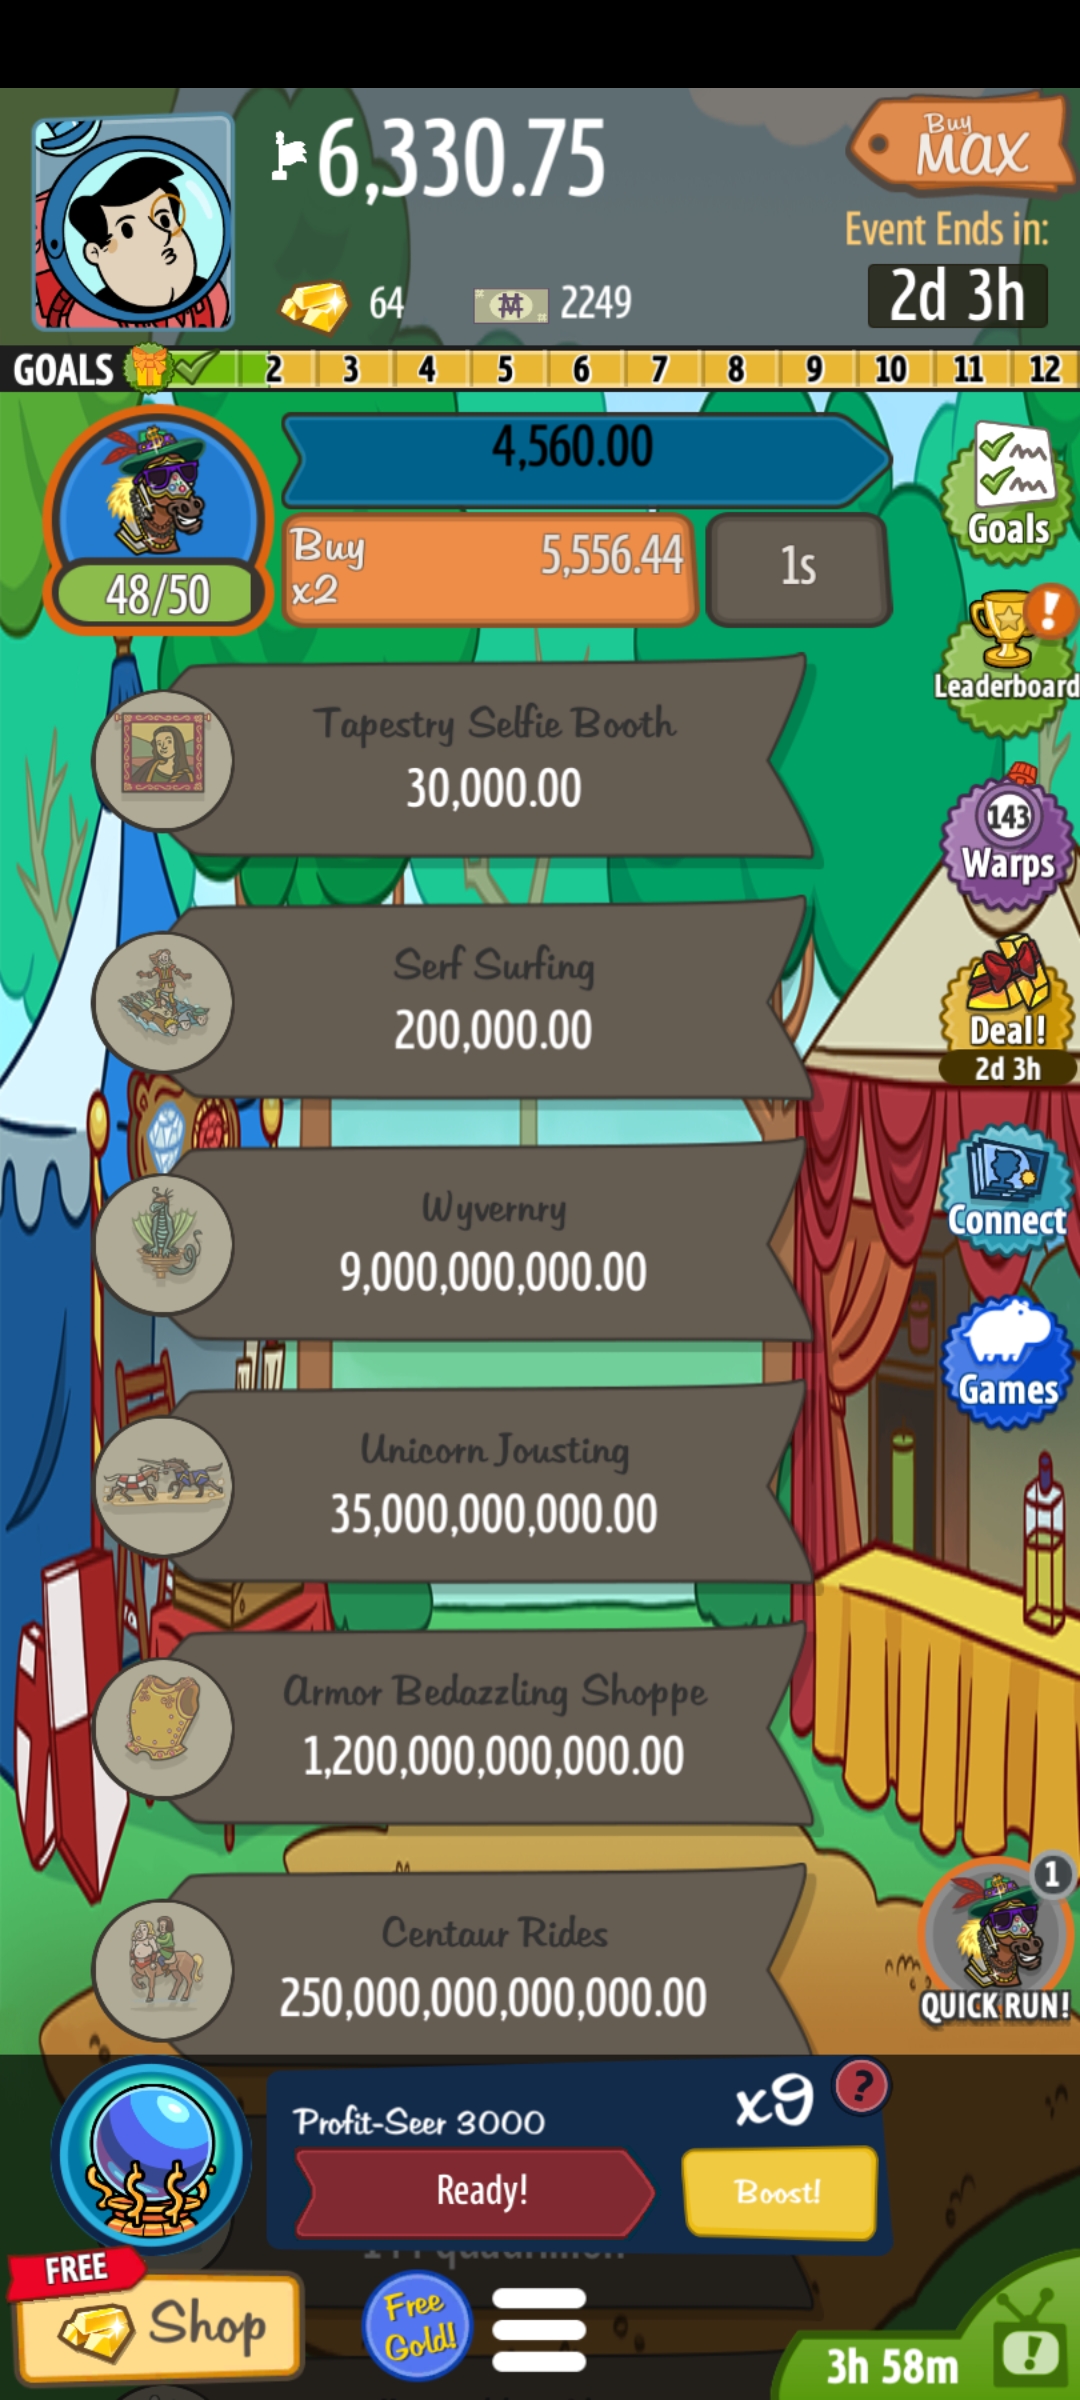 6,330.75
Buy
MAX
Event Ends in:
64
2249
2d 3h
GOALS
2 3 4 5 6 7 8 9 10 11 12
4,560.00
Buy
x2
5,556.44
1s
48/50
Goals
!
Leaderboard
Tapestry Selfie Booth
30,000.00
143
Warps
Serf Surfing
200,000.00
Deal!
2d 3h
Wyvernry
9,000,000,000.00
Connect
Games
Unicorn Jousting
35,000,000,000.00
Armor Bedazzling Shoppe
1,200,000,000,000.00
Centaur Rides
250,000,000,000,000.00
1
QUICK RUN!
Profit-Seer 3000
x9
?
Ready!
Boost!
FREE
Shop
Free
Gold!
3h 58m
!